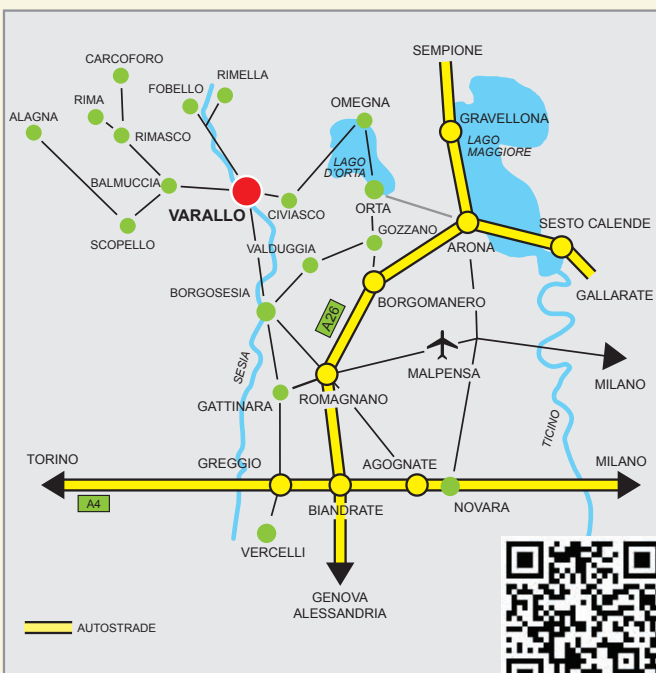 SEMPIONE
CARCOFORO
RIMELLA
FOBELLO
RIMA
OMEGNA
ALAGNA
GRAVELLONA
RIMASCO
LAGO
MAGGIORE
LAGO
D'ORTA
BALMUCCIA
ORTA
CIVIASCO
VARALLO
SESTO CALENDE
GOZZANO
SCOPELLO
VALDUGGIA
ARONA
BORGOSESIA
GALLARATE
BORGOMANERO
A26
SESIA
MALPENSA
MILANO
GATTINARA
ROMAGNANO
TICINO
TORINO
GREGGIO
AGOGNATE
MILANO
A4
BIANDRATE
NOVARA
VERCELLI
GENOVA
ALESSANDRIA
AUTOSTRADE